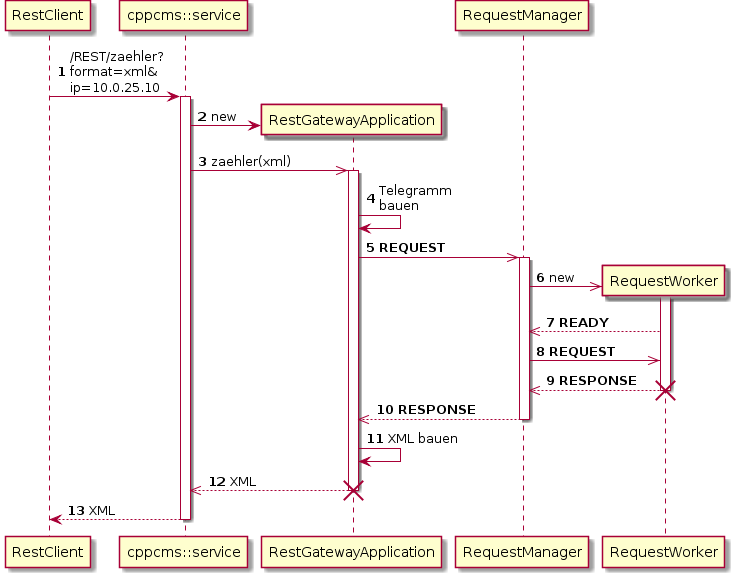 RestClient
cppcms::service
RequestManager
/REST/zaehler?
1 format=xml&
ip=10.0.25.10
2 new
RestGatewayApplication
3 zaehler(xml)
4 Telegramm
bauen
5 REQUEST
6 new
RequestWorker
7 READY
8 REQUEST
9 RESPONSE
10 RESPONSE
11 XML bauen
12 XML
13 XML
RestClient
cppcms::service
RestGatewayApplication
RequestManager
RequestWorker